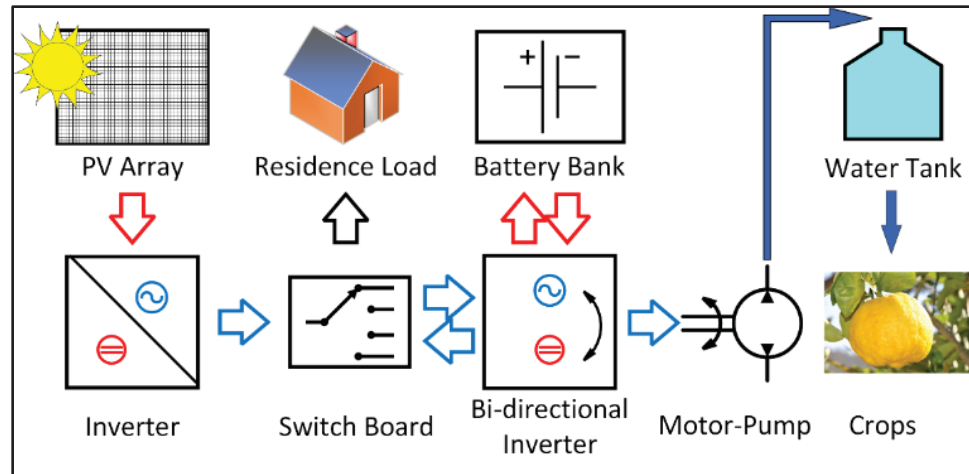 PV Array
Residence Load
+ −
Battery Bank
Water Tank
Inverter
Switch Board
Bi-directional
Inverter
Motor-Pump
Crops